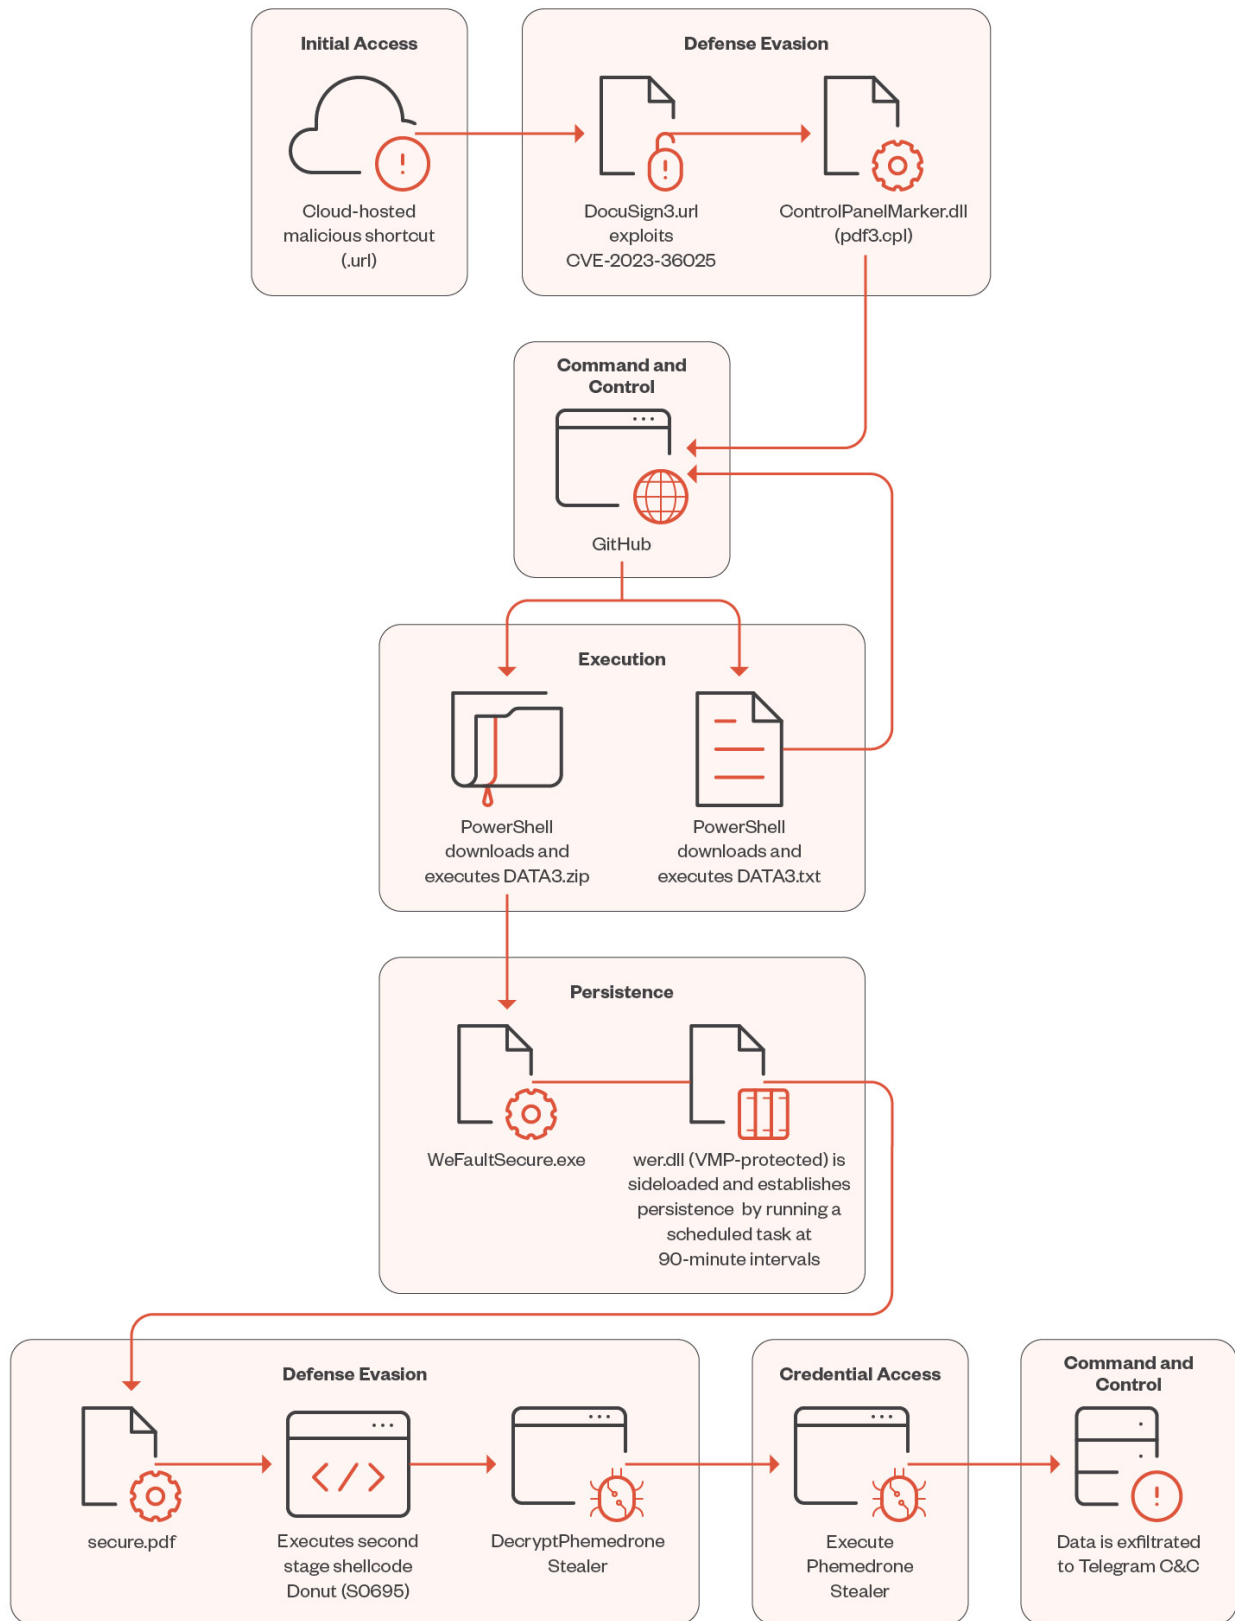 Initial Access
Cloud-hosted
malicious shortcut
(.url)
Defense Evasion
DocuSign3.url
exploits
CVE-2023-36025
ControlPanelMarker.dll
(pdf3.cpl)
Command and
Control
GitHub
Execution
PowerShell
downloads and
executes DATA3.zip
PowerShell
downloads and
executes DATA3.txt
Persistence
WeFaultSecure.exe
wer.dll (VMP-protected) is
sideloaded and establishes
persistence by running a
scheduled task at
90-minute intervals
Defense Evasion
secure.pdf
Executes second
stage shellcode
Donut (S0695)
DecryptPhemedrone
Stealer
Credential Access
Execute
Phemedrone
Stealer
Command and
Control
Data is exfiltrated
to Telegram C&C